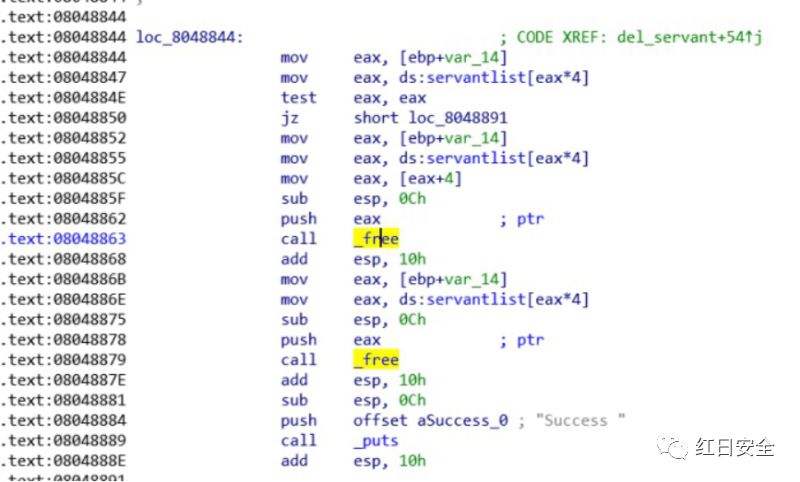 .text:08048844
.text:08048844 loc_8048844: ; CODE XREF: del_servant+54↑j
.text:08048844 mov eax, [ebp+var_14]
.text:08048847 mov eax, ds:servantlist[eax*4]
.text:0804884E test eax, eax
.text:08048850 jz short loc_8048891
.text:08048852 mov eax, [ebp+var_14]
.text:08048855 mov eax, ds:servantlist[eax*4]
.text:0804885C mov eax, [eax+4]
.text:0804885F sub esp, 0Ch
.text:08048862 push eax ; ptr
.text:08048863 call _free
.text:08048868 add esp, 10h
.text:0804886B mov eax, [ebp+var_14]
.text:0804886E mov eax, ds:servantlist[eax*4]
.text:08048875 sub esp, 0Ch
.text:08048878 push eax ; ptr
.text:08048879 call _free
.text:0804887E add esp, 10h
.text:08048881 sub esp, 0Ch
.text:08048884 push offset aSuccess_0 ; "Success "
.text:08048889 call _puts
.text:0804888E add esp, 10h
红日安全